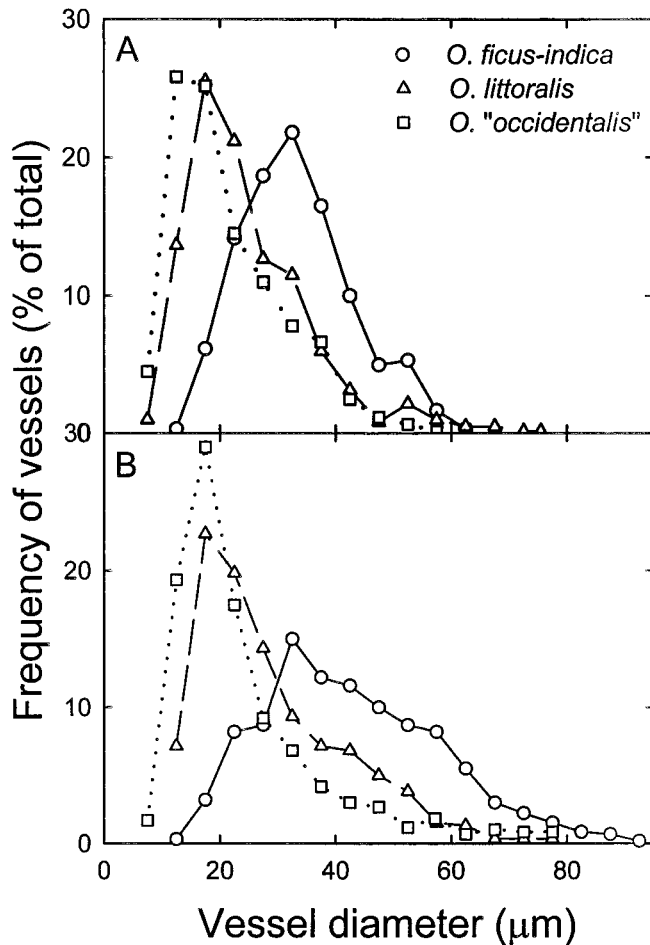 30
A
O. ficus-indica
O. littoralis
O. "occidentalis"
20
10
30
B
20
10
0
0 20 40 60 80
Frequency of vessels (% of total)
Vessel diameter (μm)